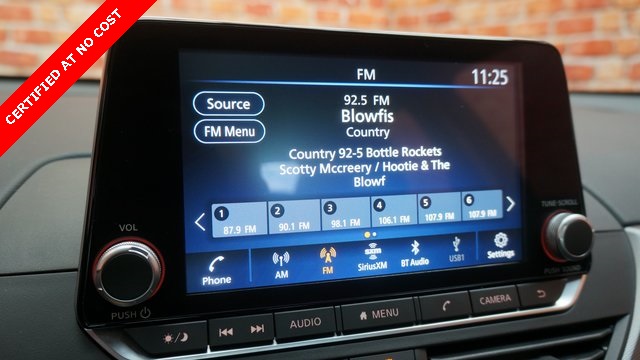 CERTIFIED AT NO COST
FM
11:25
Source
FM Menu
92.5 FM
Blowfis
Country
Country 92-5 Bottle Rockets
Scotty Mccreery / Hootie & The
Blowf
1 2 3 4 5 6
87.9 FM 90.1 FM 98.1 FM 106.1 FM 107.9 FM 107.9 FM
Phone
AM
FM
sxm
SiriusXM
BT Audio
USB1
Settings
VOL
PUSH
TUNE·SCROLL
PUSH SOUND
AUDIO
MENU
CAMERA